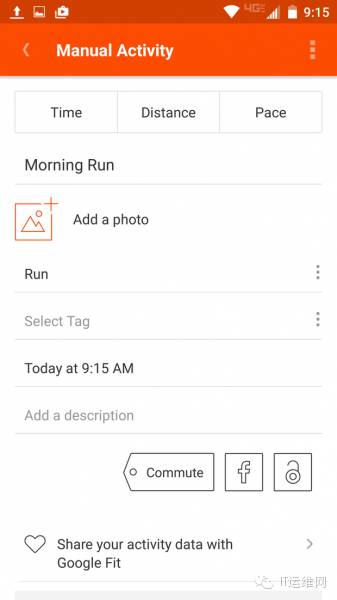 4G 9:15
Manual Activity
Time Distance Pace
Morning Run
Add a photo
Run
Select Tag
Today at 9:15 AM
Add a description
Commute
Share your activity data with
Google Fit
IT运维网